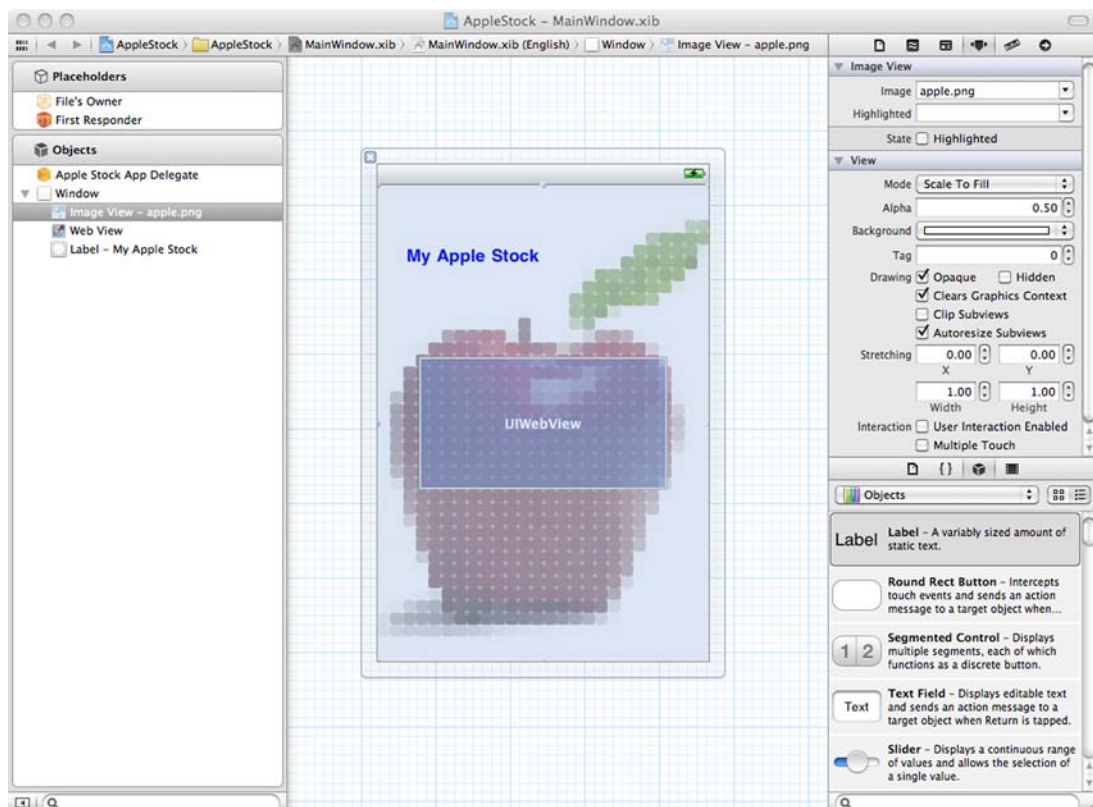 AppleStock – MainWindow.xib
AppleStock › AppleStock › MainWindow.xib › MainWindow.xib (English) › Window › Image View – apple.png
Placeholders
File's Owner
First Responder
Objects
Apple Stock App Delegate
Window
Image View – apple.png
Web View
Label – My Apple Stock
My Apple Stock
UIWebView
Image View
Image apple.png
Highlighted
State Highlighted
View
Mode Scale To Fill
Alpha 0.50
Background
Tag 0
Drawing Opaque Hidden
Clears Graphics Context
Clip Subviews
Autoresize Subviews
Stretching 0.00 0.00
X Y
1.00 1.00
Width Height
Interaction User Interaction Enabled
Multiple Touch
{ }
Objects
Label
Label – A variably sized amount of
static text.
Round Rect Button – Intercepts
touch events and sends an action
message to a target object when...
1 2
Segmented Control – Displays
multiple segments, each of which
functions as a discrete button.
Text
Text Field – Displays editable text
and sends an action message to a
target object when Return is tapped.
Slider – Displays a continuous range
of values and allows the selection of
a single value.